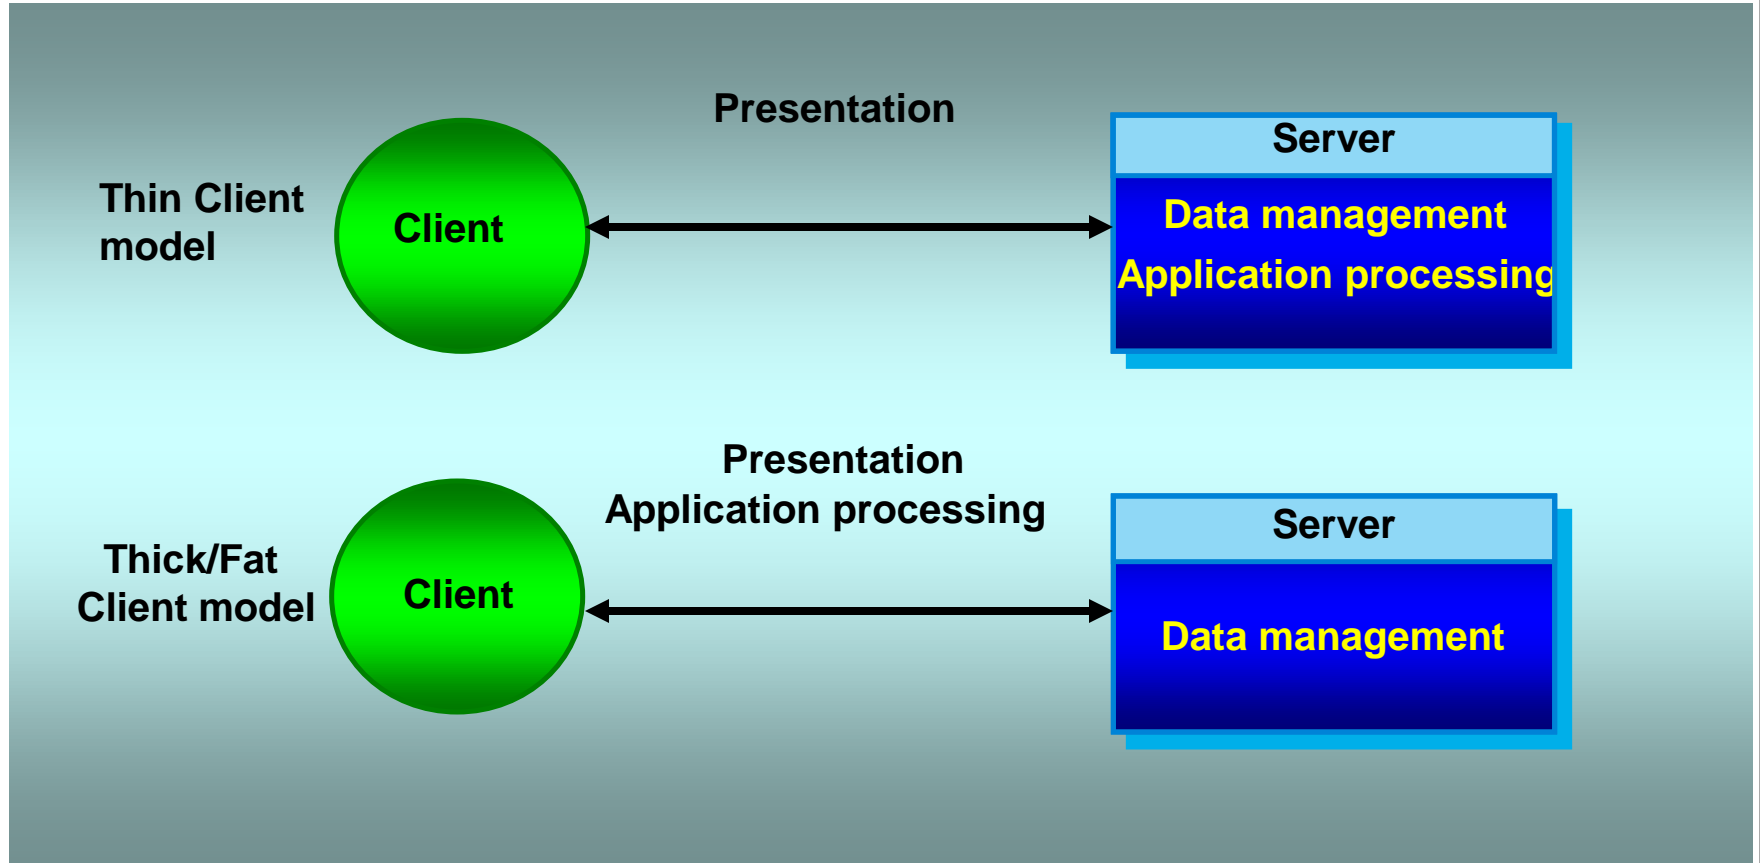 Presentation
Thin Client
model
Client
Server
Data management
Application processing
Presentation
Application processing
Thick/Fat
Client model
Client
Server
Data management